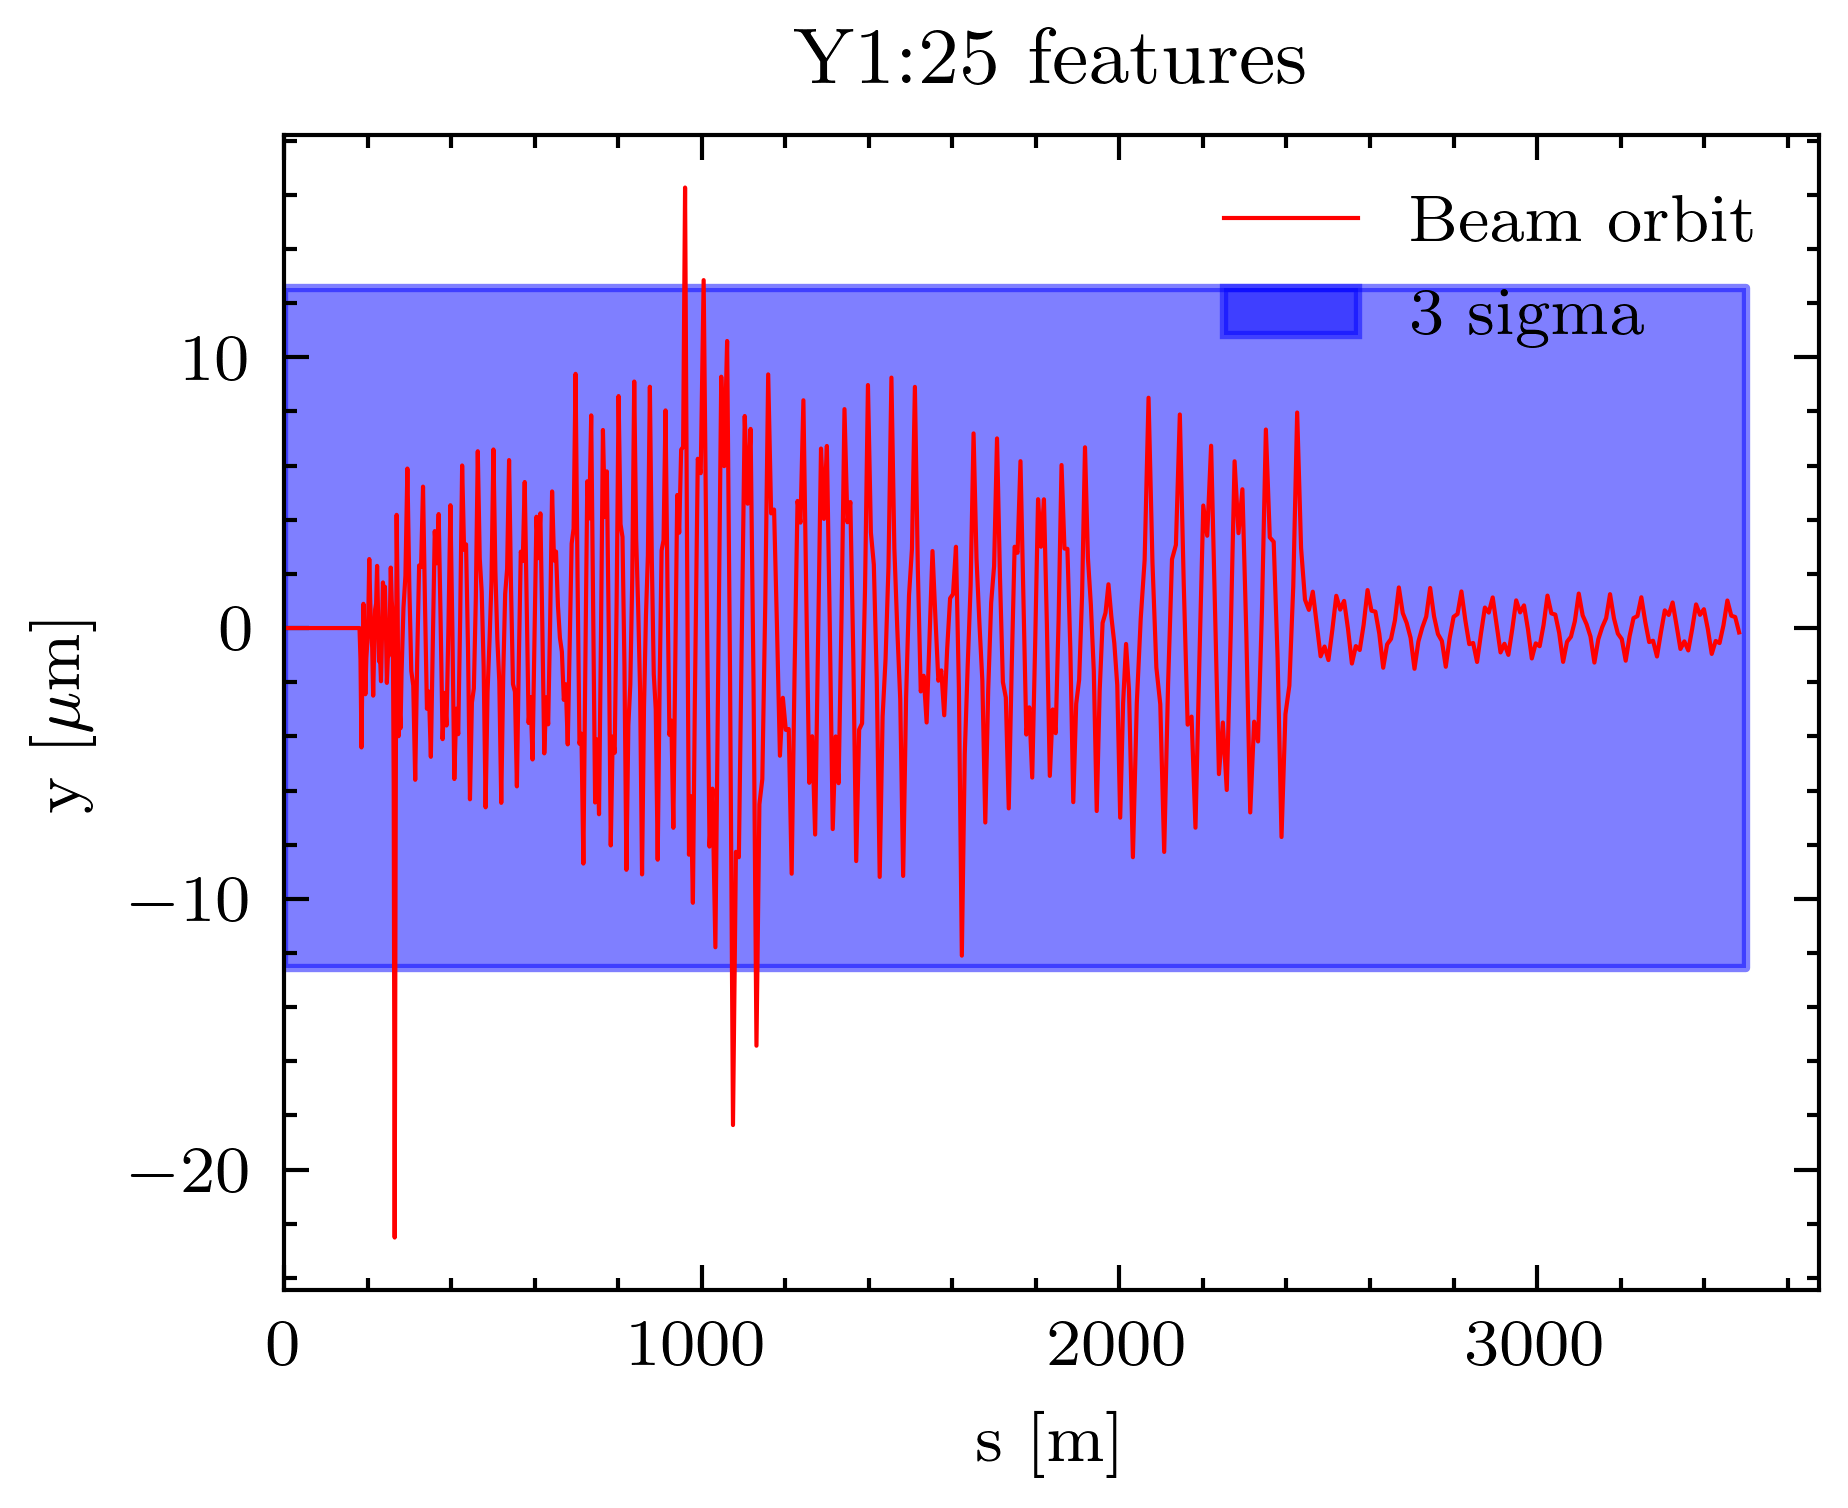 Y1:25 features
Beam orbit
3 sigma
10
0
−10
−20
y [μm]
0 1000 2000 3000
s [m]